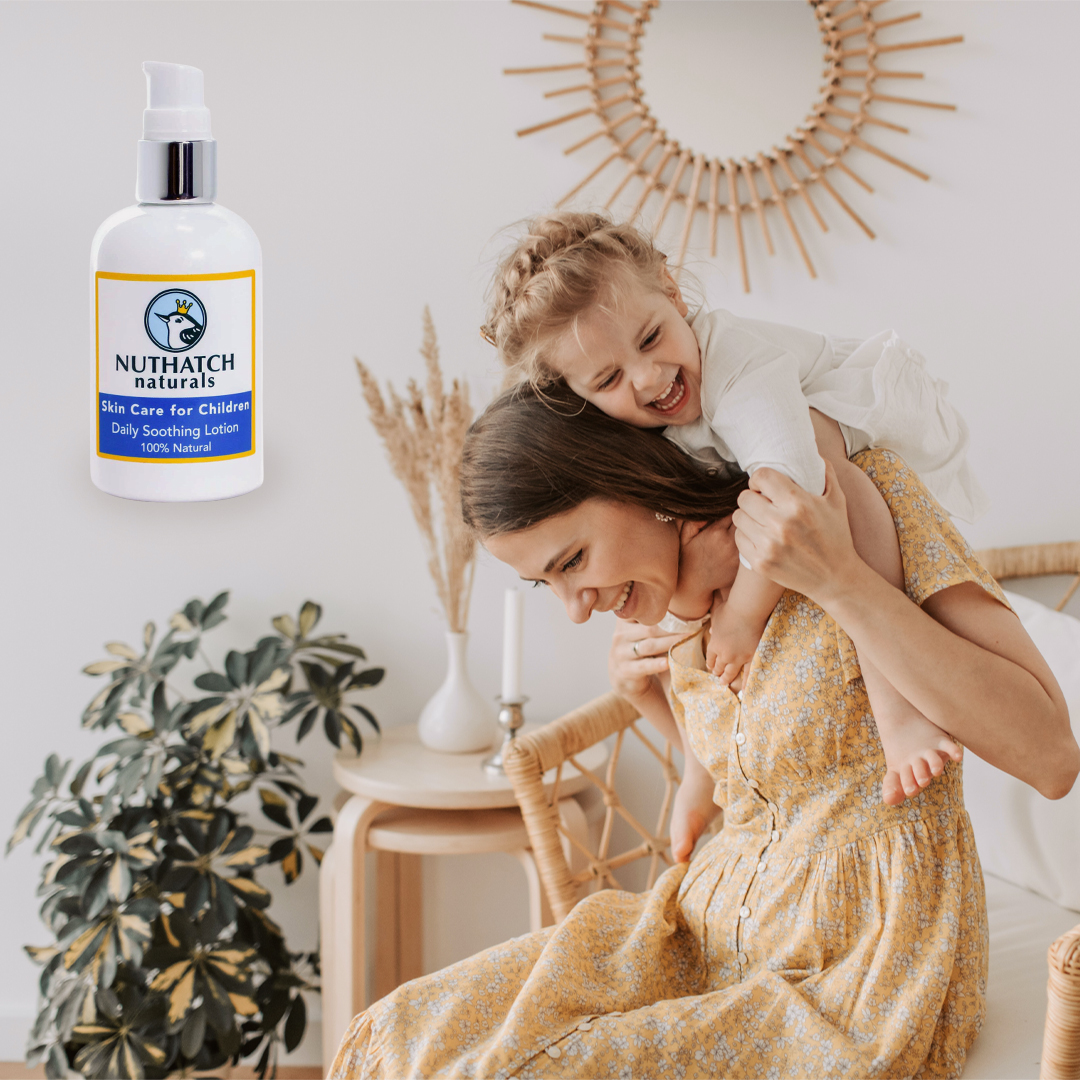 NUTHATCH
naturals
Skin Care for Children
Daily Soothing Lotion
100% Natural